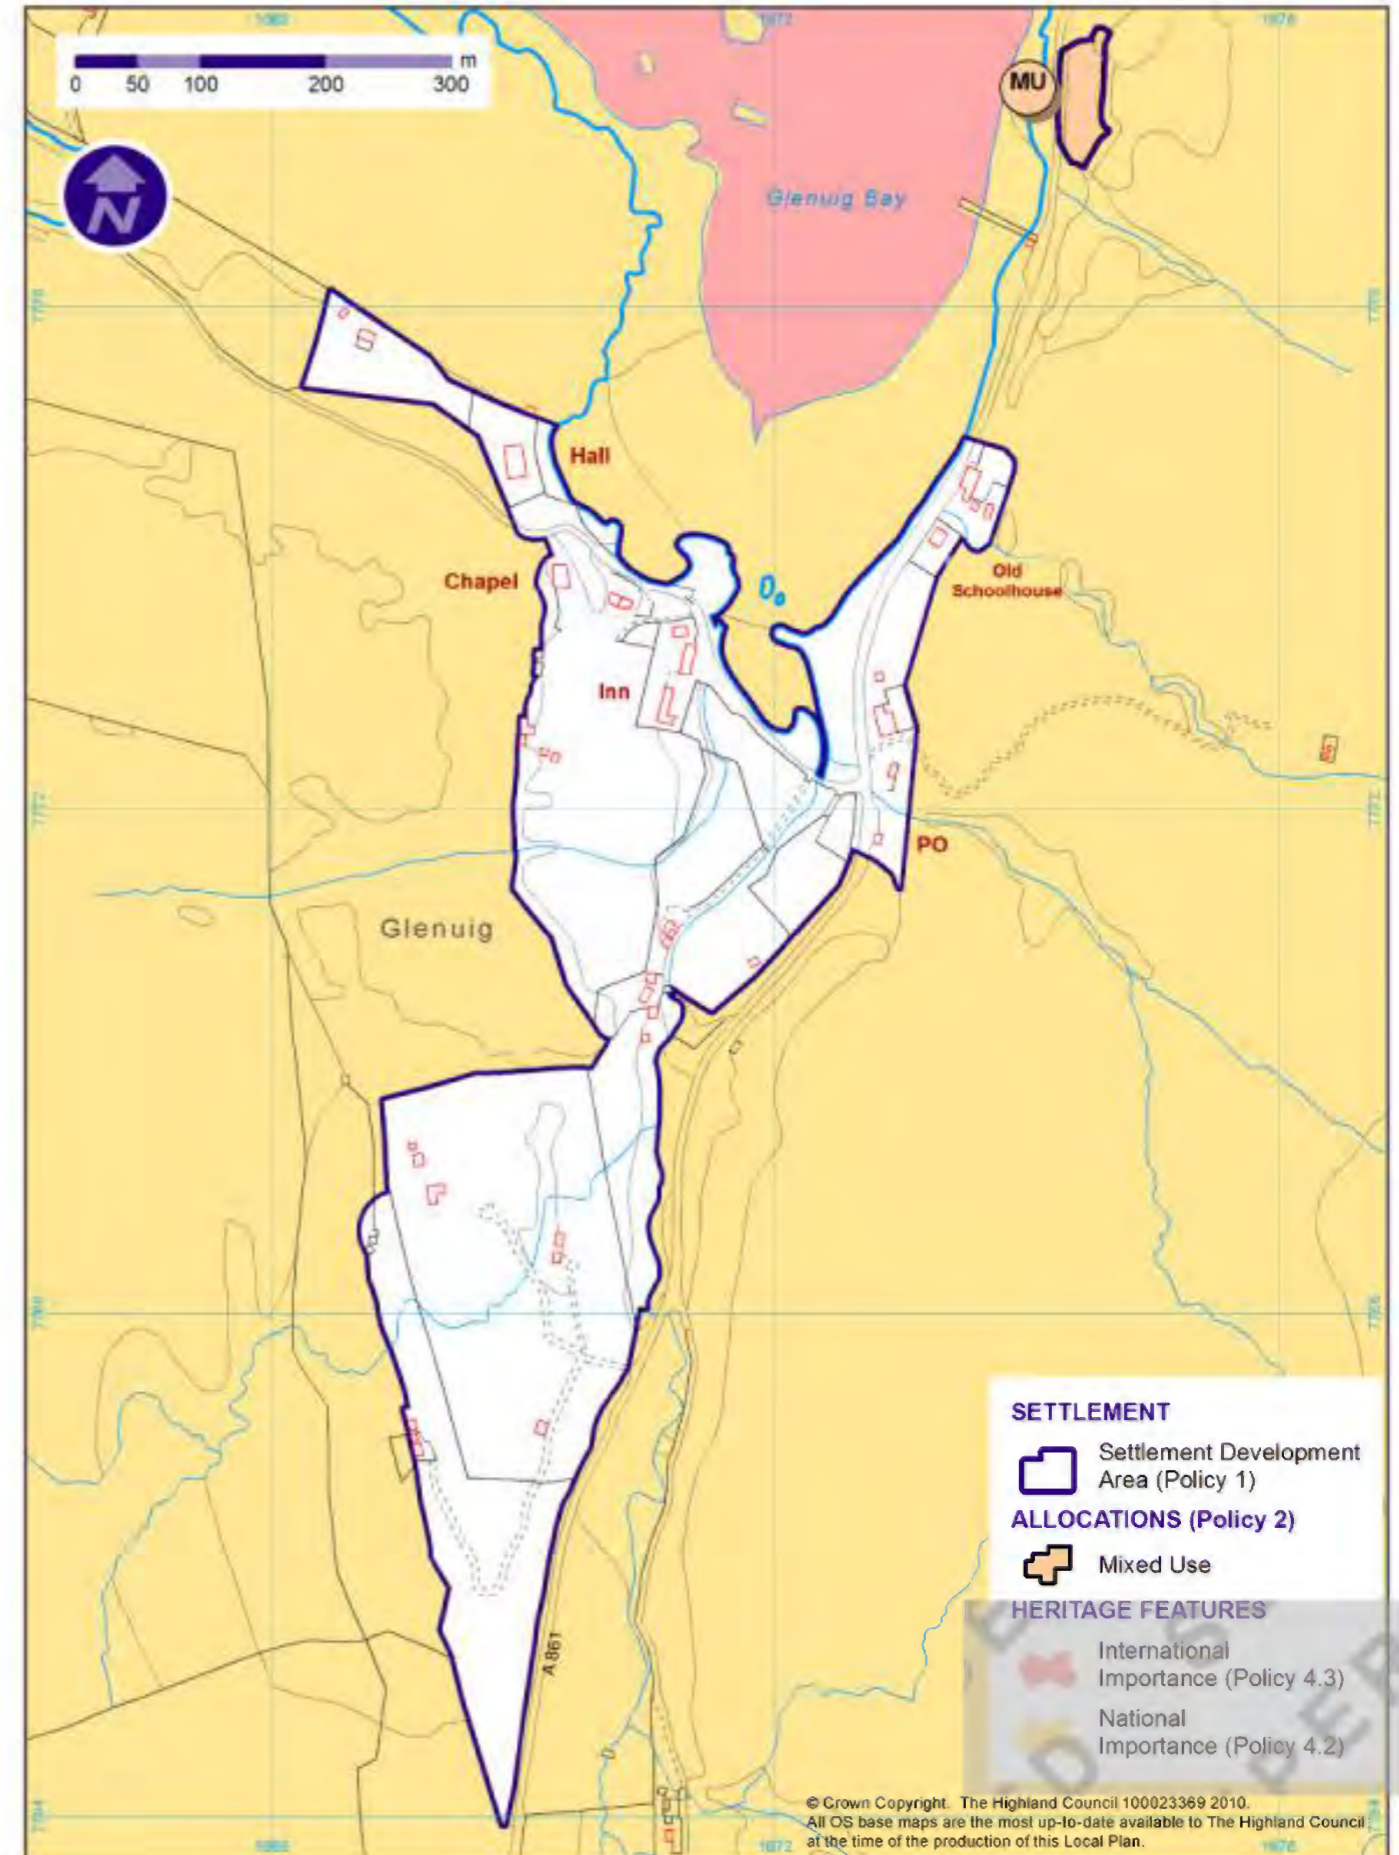 m
0 50 100 200 300
MU
Glenuig Bay
Hall
Chapel
Old
Schoolhouse
Inn
PO
Glenuig
A861
SETTLEMENT
Settlement Development
Area (Policy 1)
ALLOCATIONS (Policy 2)
Mixed Use
HERITAGE FEATURES
International
Importance (Policy 4.3)
National
Importance (Policy 4.2)
© Crown Copyright. The Highland Council 100023369 2010.
All OS base maps are the most up-to-date available to The Highland Council
at the time of the production of this Local Plan.
N